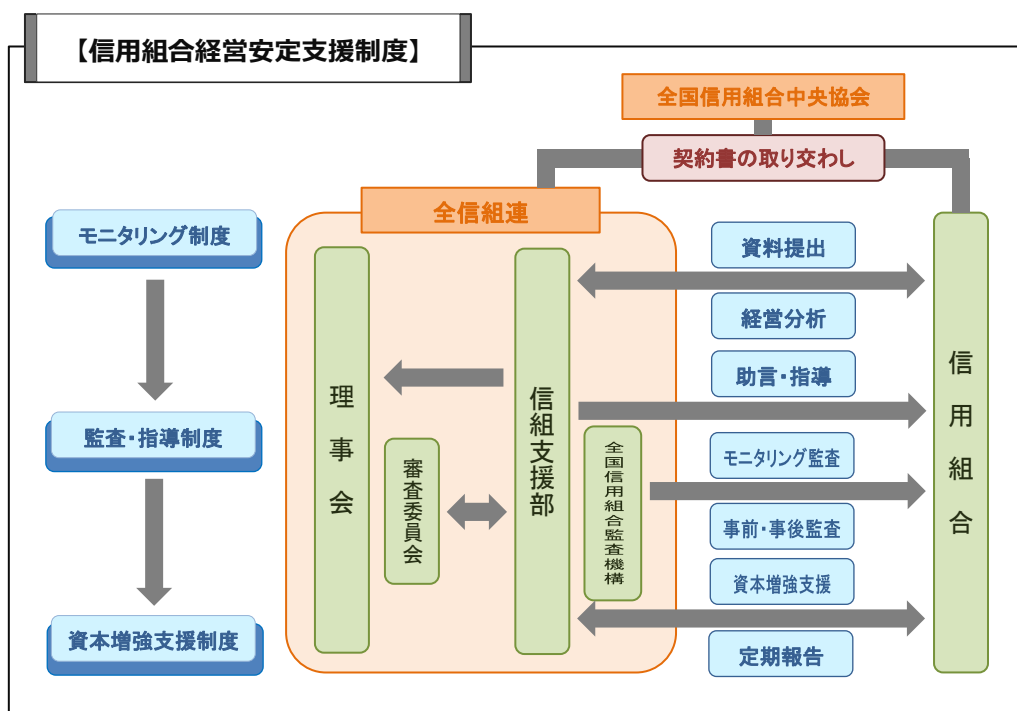 【信用組合経営安定支援制度】
全国信用組合中央協会
契約書の取り交わし
全信組連
モニタリング制度
監査・指導制度
資本増強支援制度
理事会
審査委員会
信組支援部
全国信用組合監査機構
資料提出
経営分析
助言・指導
モニタリング監査
事前・事後監査
資本増強支援
定期報告
信用組合